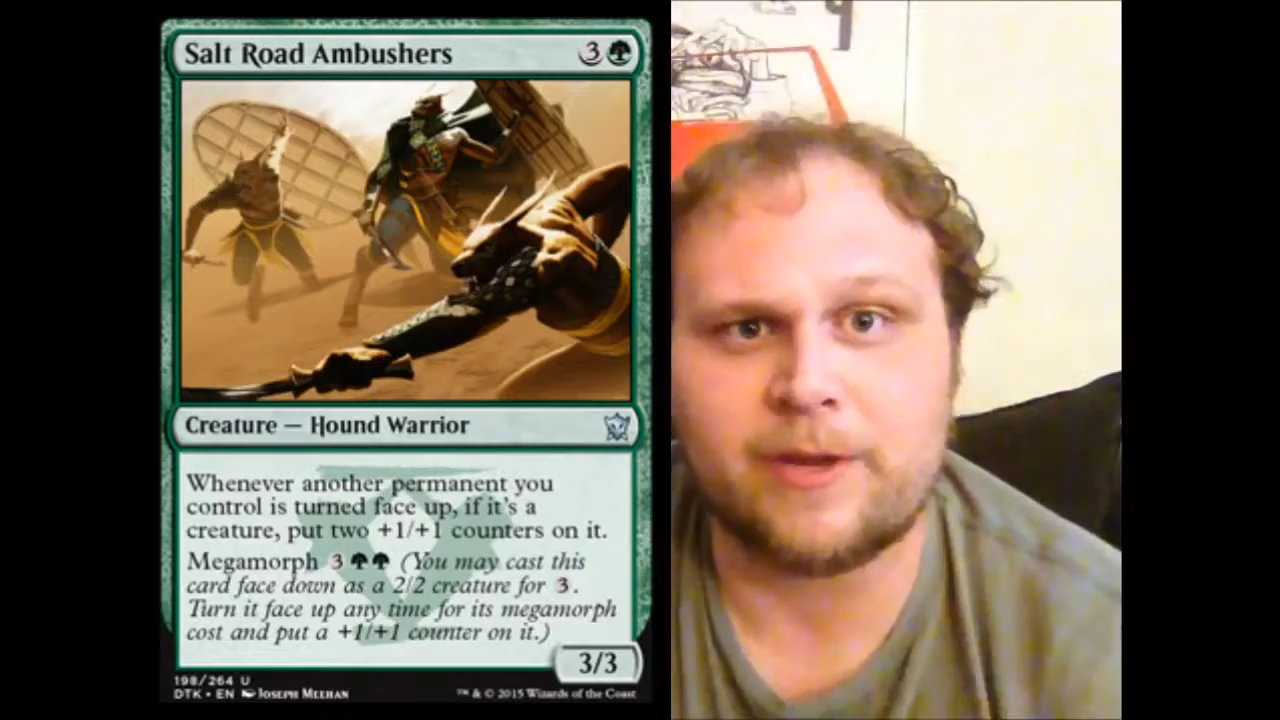 Salt Road Ambushers 3
Creature — Hound Warrior
Whenever another permanent you
control is turned face up, if it's a
creature, put two +1/+1 counters on it.
Megamorph 3 (You may cast this
card face down as a 2/2 creature for 3.
Turn it face up any time for its megamorph
cost and put a +1/+1 counter on it.)
3/3
198/264 U
DTK • EN Joseph Meehan
™ & © 2015 Wizards of the Coast